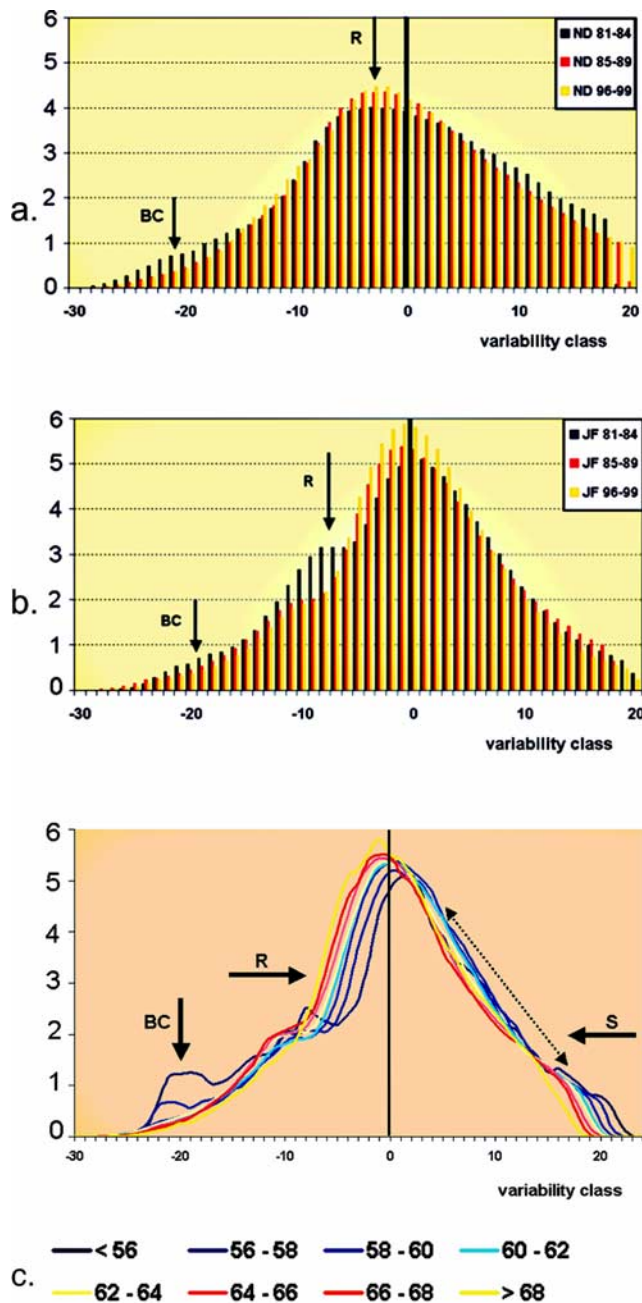 6
5
4
3
2
1
0
R
BC
ND 81-84
ND 85-89
ND 96-99
-30
-20
-10
0
10
20
variability class
a.
6
5
4
3
2
1
0
R
BC
JF 81-84
JF 85-89
JF 96-99
-30
-20
-10
0
10
20
variability class
b.
6
5
4
3
2
1
0
R
BC
S
-30
-20
-10
0
10
20
variability class
< 56
56 - 58
58 - 60
60 - 62
c.
62 - 64
64 - 66
66 - 68
> 68